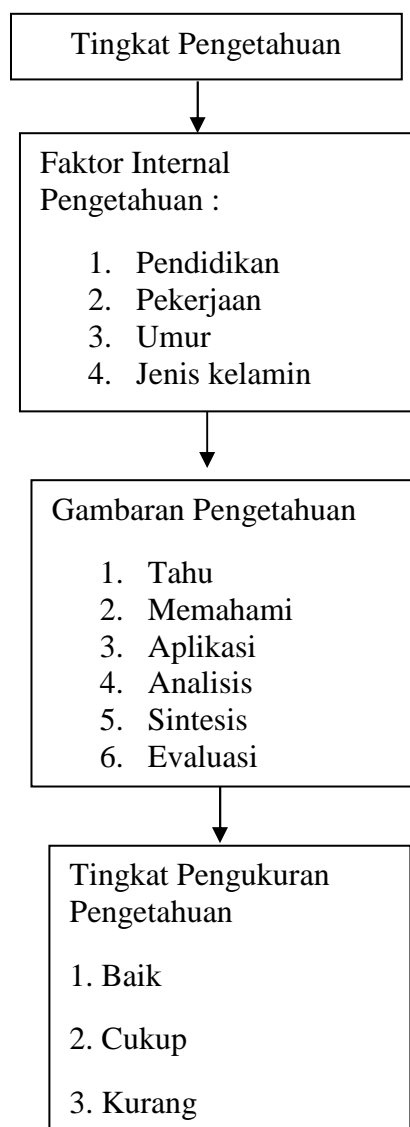 Tingkat Pengetahuan
Faktor Internal
Pengetahuan :
1. Pendidikan
2. Pekerjaan
3. Umur
4. Jenis kelamin
Gambaran Pengetahuan
1. Tahu
2. Memahami
3. Aplikasi
4. Analisis
5. Sintesis
6. Evaluasi
Tingkat Pengukuran
Pengetahuan
1. Baik
2. Cukup
3. Kurang